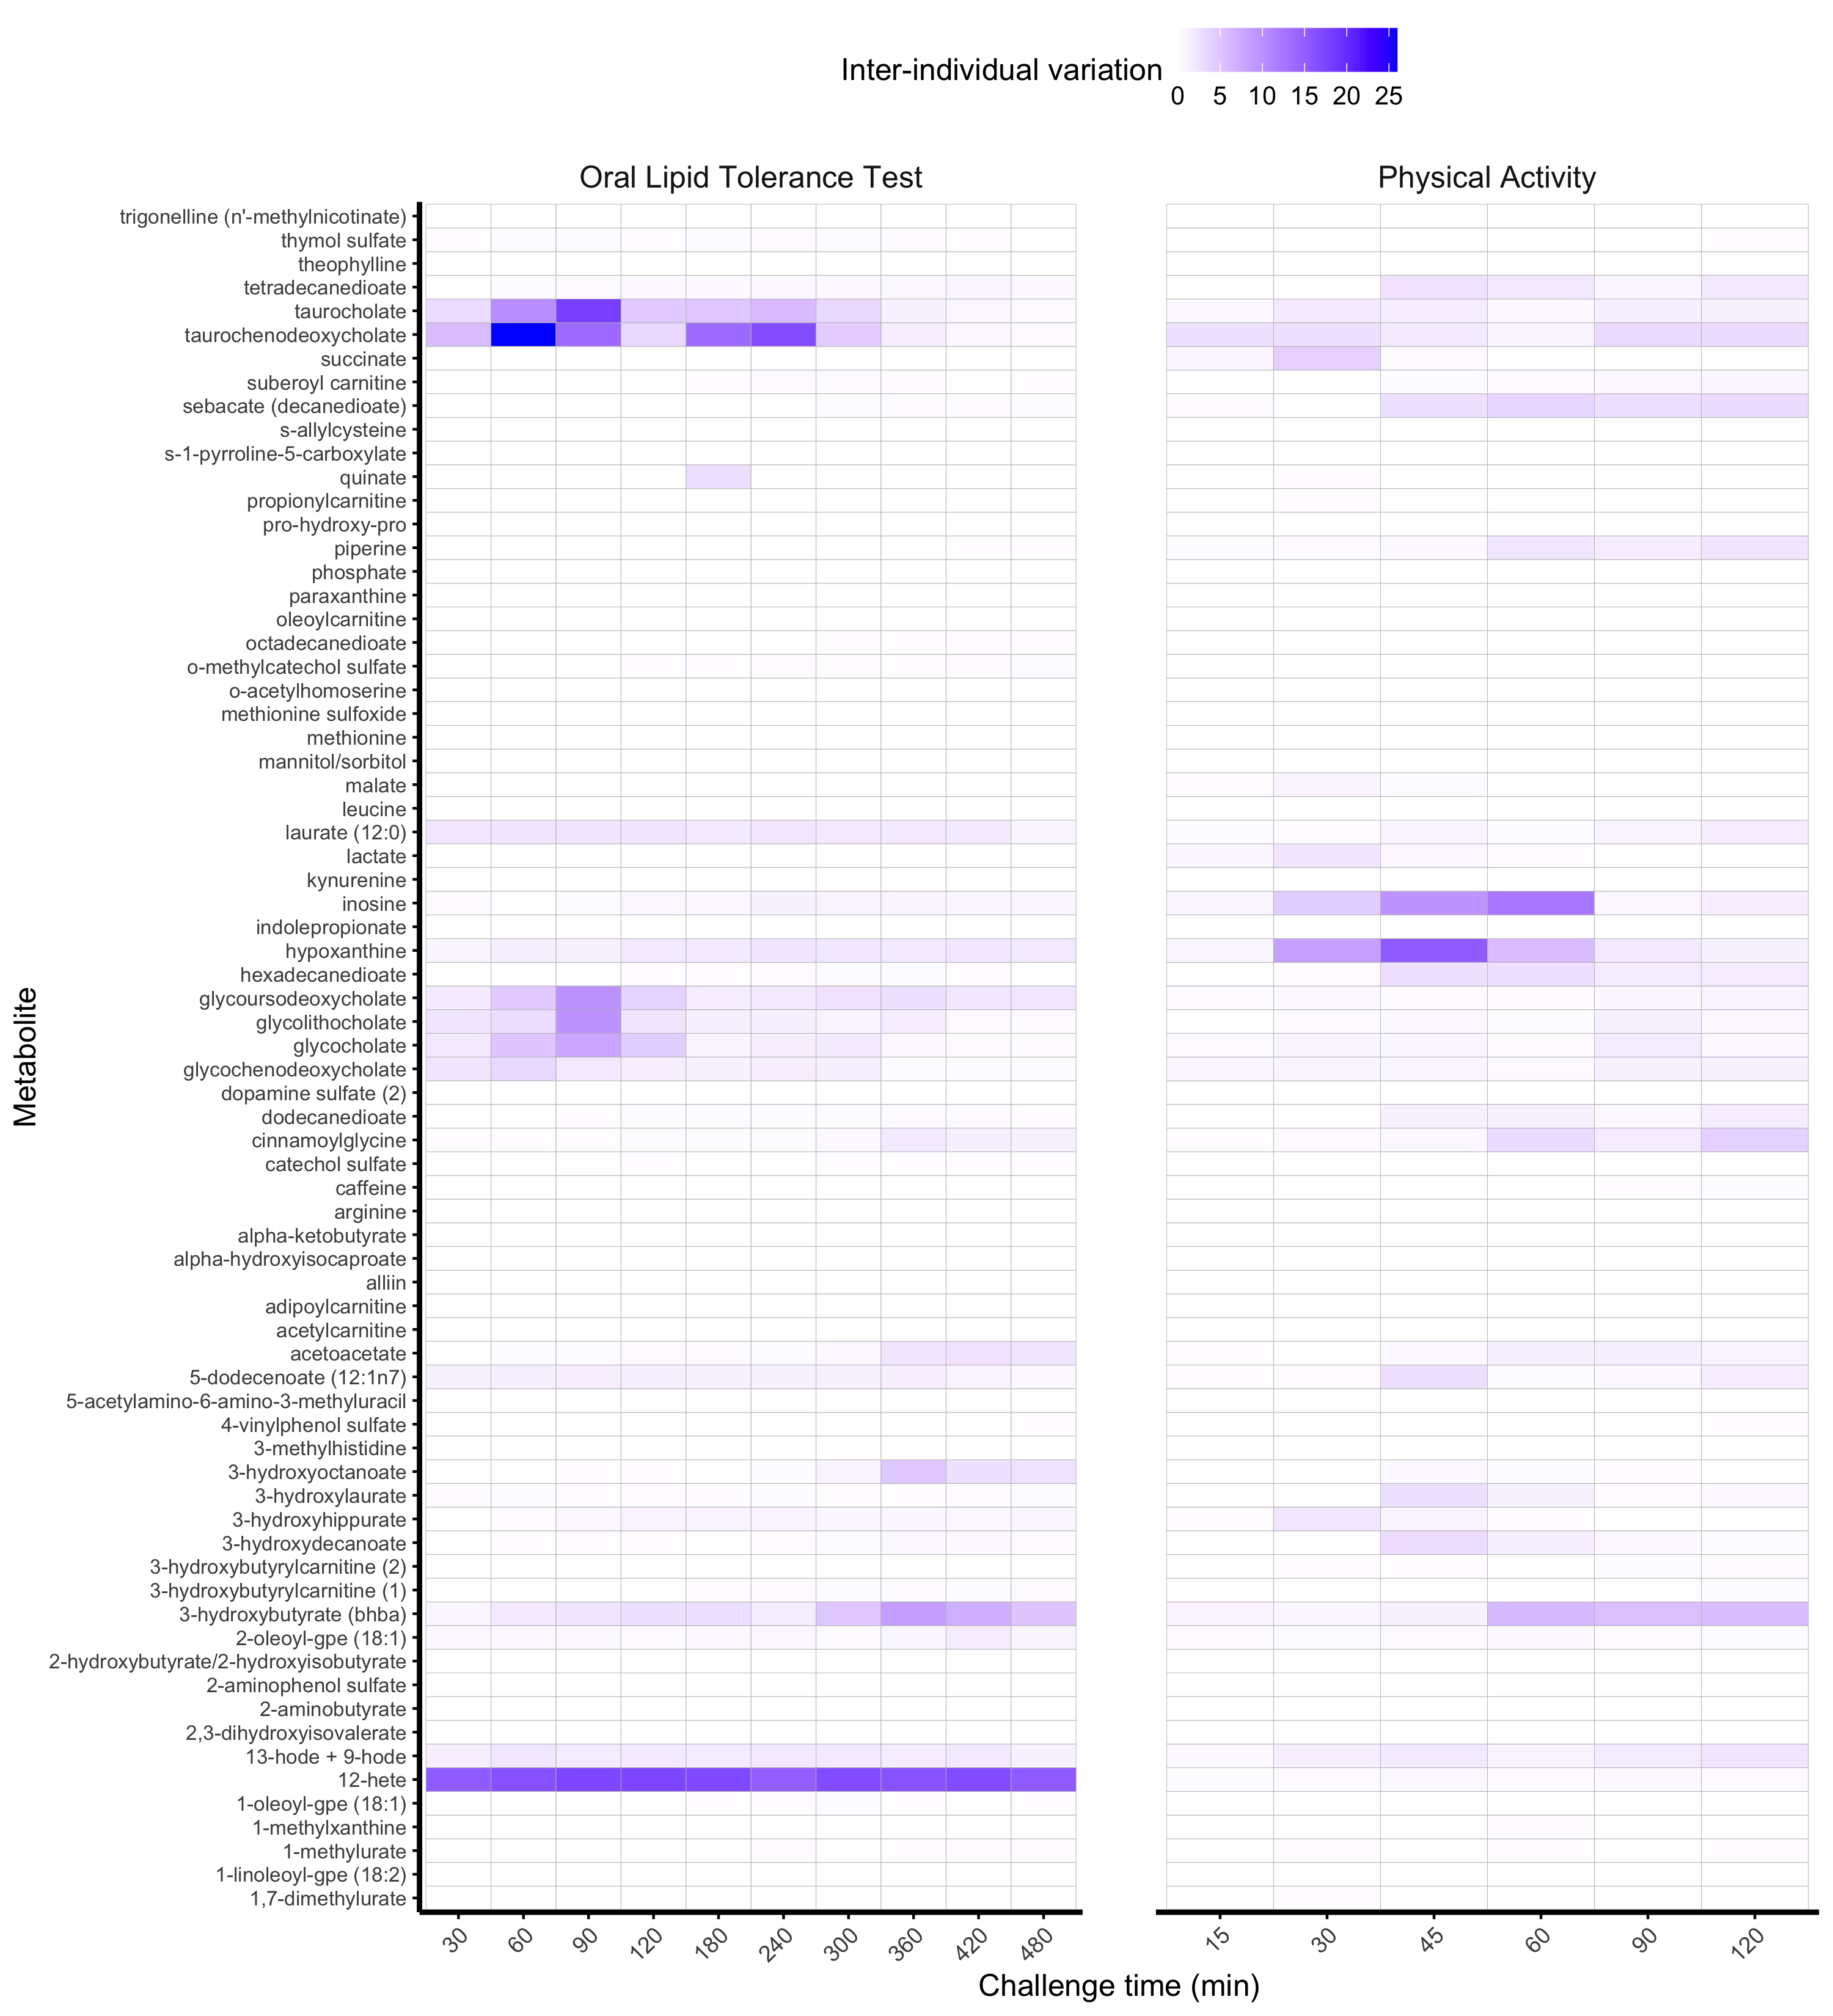 Inter-individual variation
0 5 10 15 20 25
Oral Lipid Tolerance Test
Physical Activity
trigonelline (n'-methylnicotinate)
thymol sulfate
theophylline
tetradecanedioate
taurocholate
taurochenodeoxycholate
succinate
suberoyl carnitine
sebacate (decanedioate)
s-allylcysteine
s-1-pyrroline-5-carboxylate
quinate
propionylcarnitine
pro-hydroxy-pro
piperine
phosphate
paraxanthine
oleoylcarnitine
octadecanedioate
o-methylcatechol sulfate
o-acetylhomoserine
methionine sulfoxide
methionine
mannitol/sorbitol
malate
leucine
laurate (12:0)
lactate
kynurenine
inosine
indolepropionate
hypoxanthine
hexadecanedioate
glycoursodeoxycholate
glycolithocholate
glycocholate
glycochenodeoxycholate
dopamine sulfate (2)
dodecanedioate
cinnamoylglycine
catechol sulfate
caffeine
arginine
alpha-ketobutyrate
alpha-hydroxyisocaproate
alliin
adipoylcarnitine
acetylcarnitine
acetoacetate
5-dodecenoate (12:1n7)
5-acetylamino-6-amino-3-methyluracil
4-vinylphenol sulfate
3-methylhistidine
3-hydroxyoctanoate
3-hydroxylaurate
3-hydroxyhippurate
3-hydroxydecanoate
3-hydroxybutyrylcarnitine (2)
3-hydroxybutyrylcarnitine (1)
3-hydroxybutyrate (bhba)
2-oleoyl-gpe (18:1)
2-hydroxybutyrate/2-hydroxyisobutyrate
2-aminophenol sulfate
2-aminobutyrate
2,3-dihydroxyisovalerate
13-hode + 9-hode
12-hete
1-oleoyl-gpe (18:1)
1-methylxanthine
1-methylurate
1-linoleoyl-gpe (18:2)
1,7-dimethylurate
Metabolite
30 60 90 120 180 240 300 360 420 480
15 30 45 60 90 120
Challenge time (min)